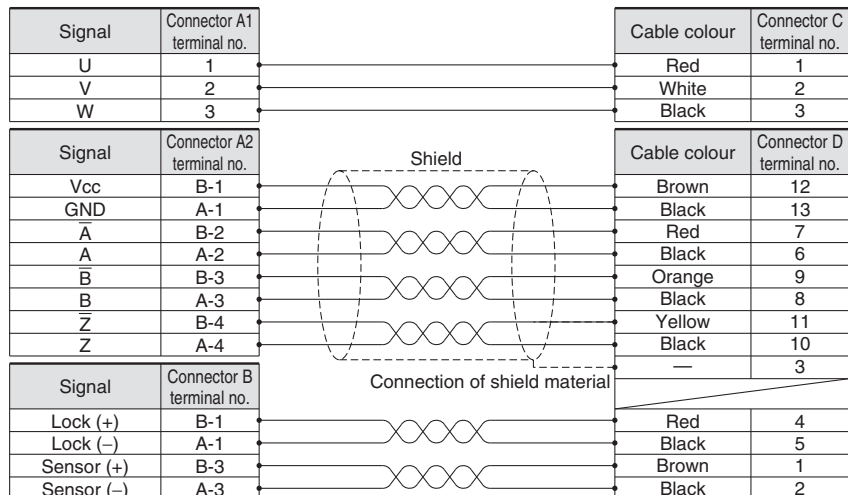 Signal Connector A1 terminal no. Cable colour Connector C terminal no.
U 1 Red 1
V 2 White 2
W 3 Black 3
Signal Connector A2 terminal no. Shield Cable colour Connector D terminal no.
Vcc B-1 Brown 12
GND A-1 Black 13
A̅ B-2 Red 7
A A-2 Black 6
B̅ B-3 Orange 9
B A-3 Black 8
Z̅ B-4 Yellow 11
Z A-4 Black 10
— 3
Signal Connector B terminal no. Connection of shield material
Lock (+) B-1 Red 4
Lock (−) A-1 Black 5
Sensor (+) B-3 Brown 1
Sensor (−) A-3 Black 2